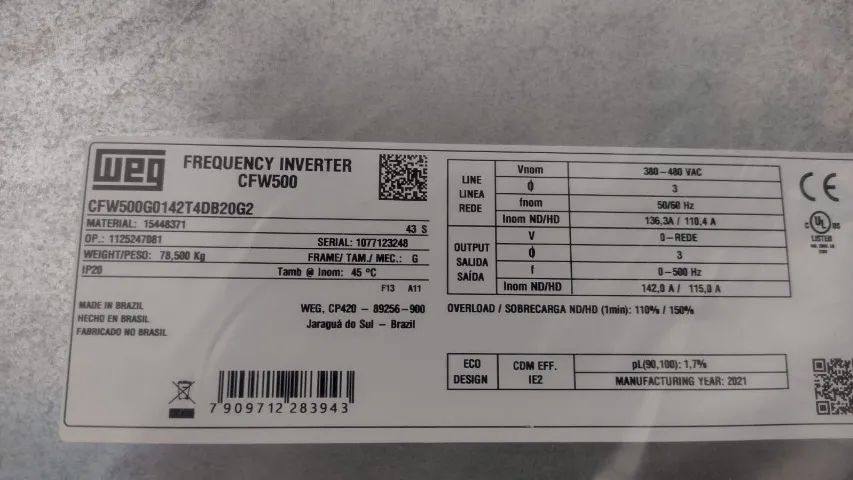 weg
FREQUENCY INVERTER
CFW500
CFW500G0142T4DB20G2
MATERIAL: 15448371
43 S
OP.: 1125247081
SERIAL: 1077123248
WEIGHT/PESO: 78,500 Kg
FRAME/ TAM./ MEC.: G
IP20
Tamb @ Inom: 45 °C
F13 A11
MADE IN BRAZIL
HECHO EN BRASIL
FABRICADO NO BRASIL
WEG, CP420 – 89256-900
Jaraguá do Sul – Brazil
7 909712 283943
LINE
LINEA
REDE
Vnom 380–480 VAC
ϕ 3
fnom 50/60 Hz
Inom ND/HD 136,3A / 110,4 A
OUTPUT
SALIDA
SAÍDA
V 0–REDE
ϕ 3
f 0–500 Hz
Inom ND/HD 142,0 A / 115,0 A
OVERLOAD / SOBRECARGA ND/HD (1min): 110% / 150%
ECO
DESIGN
CDM EFF.
IE2
pL(90,100): 1,7%
MANUFACTURING YEAR: 2021
CE
C UL US
LISTED